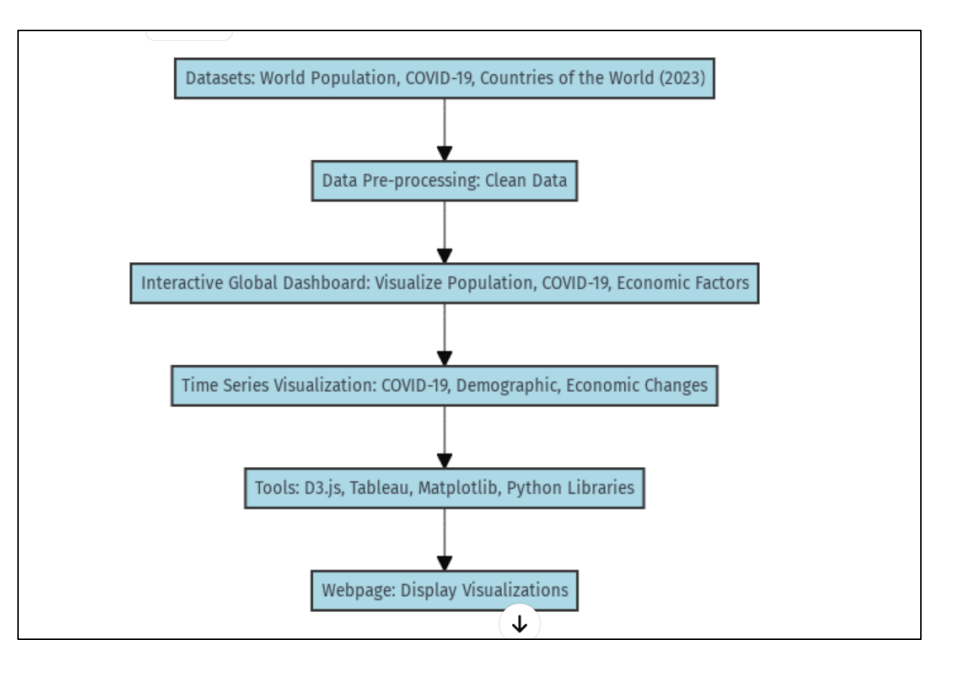 Datasets: World Population, COVID-19, Countries of the World (2023)
Data Pre-processing: Clean Data
Interactive Global Dashboard: Visualize Population, COVID-19, Economic Factors
Time Series Visualization: COVID-19, Demographic, Economic Changes
Tools: D3.js, Tableau, Matplotlib, Python Libraries
Webpage: Display Visualizations